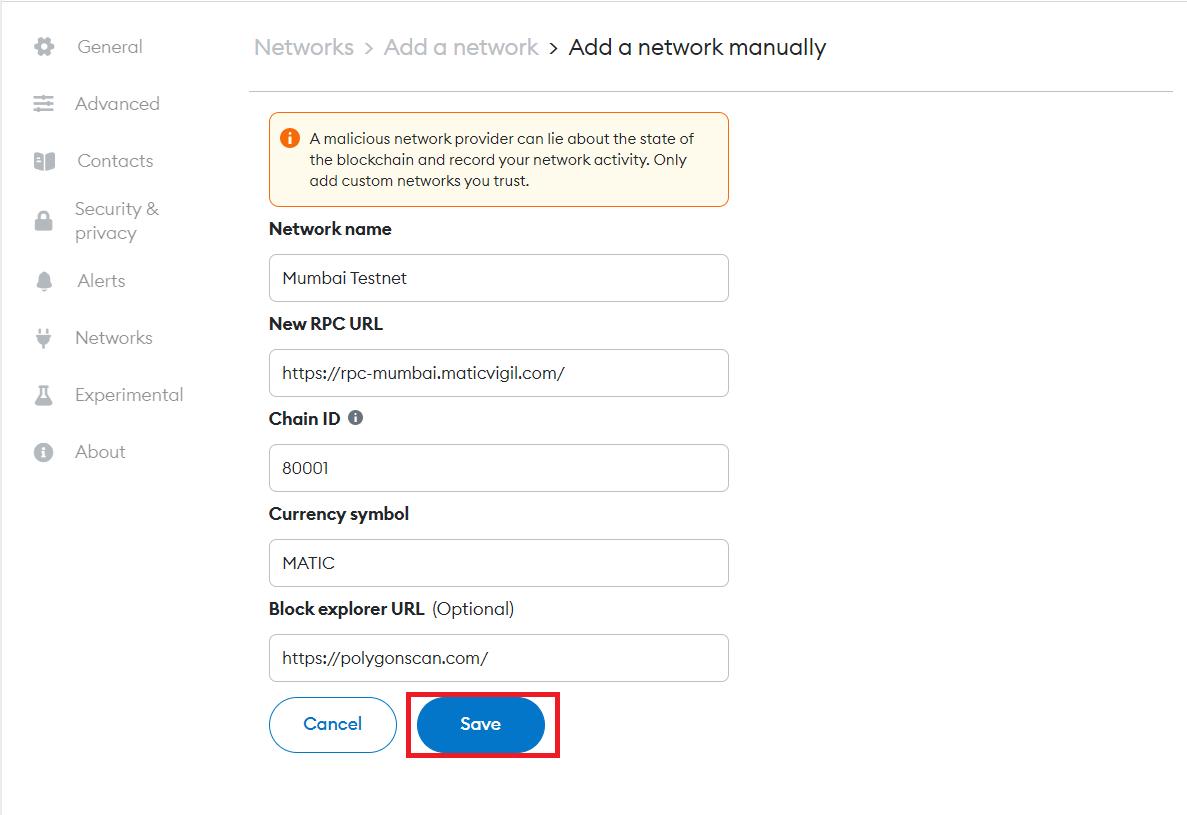 General
Advanced
Contacts
Security &
privacy
Alerts
Networks
Experimental
About
Networks > Add a network > Add a network manually
A malicious network provider can lie about the state of
the blockchain and record your network activity. Only
add custom networks you trust.
Network name
Mumbai Testnet
New RPC URL
https://rpc-mumbai.maticvigil.com/
Chain ID
80001
Currency symbol
MATIC
Block explorer URL (Optional)
https://polygonscan.com/
Cancel
Save